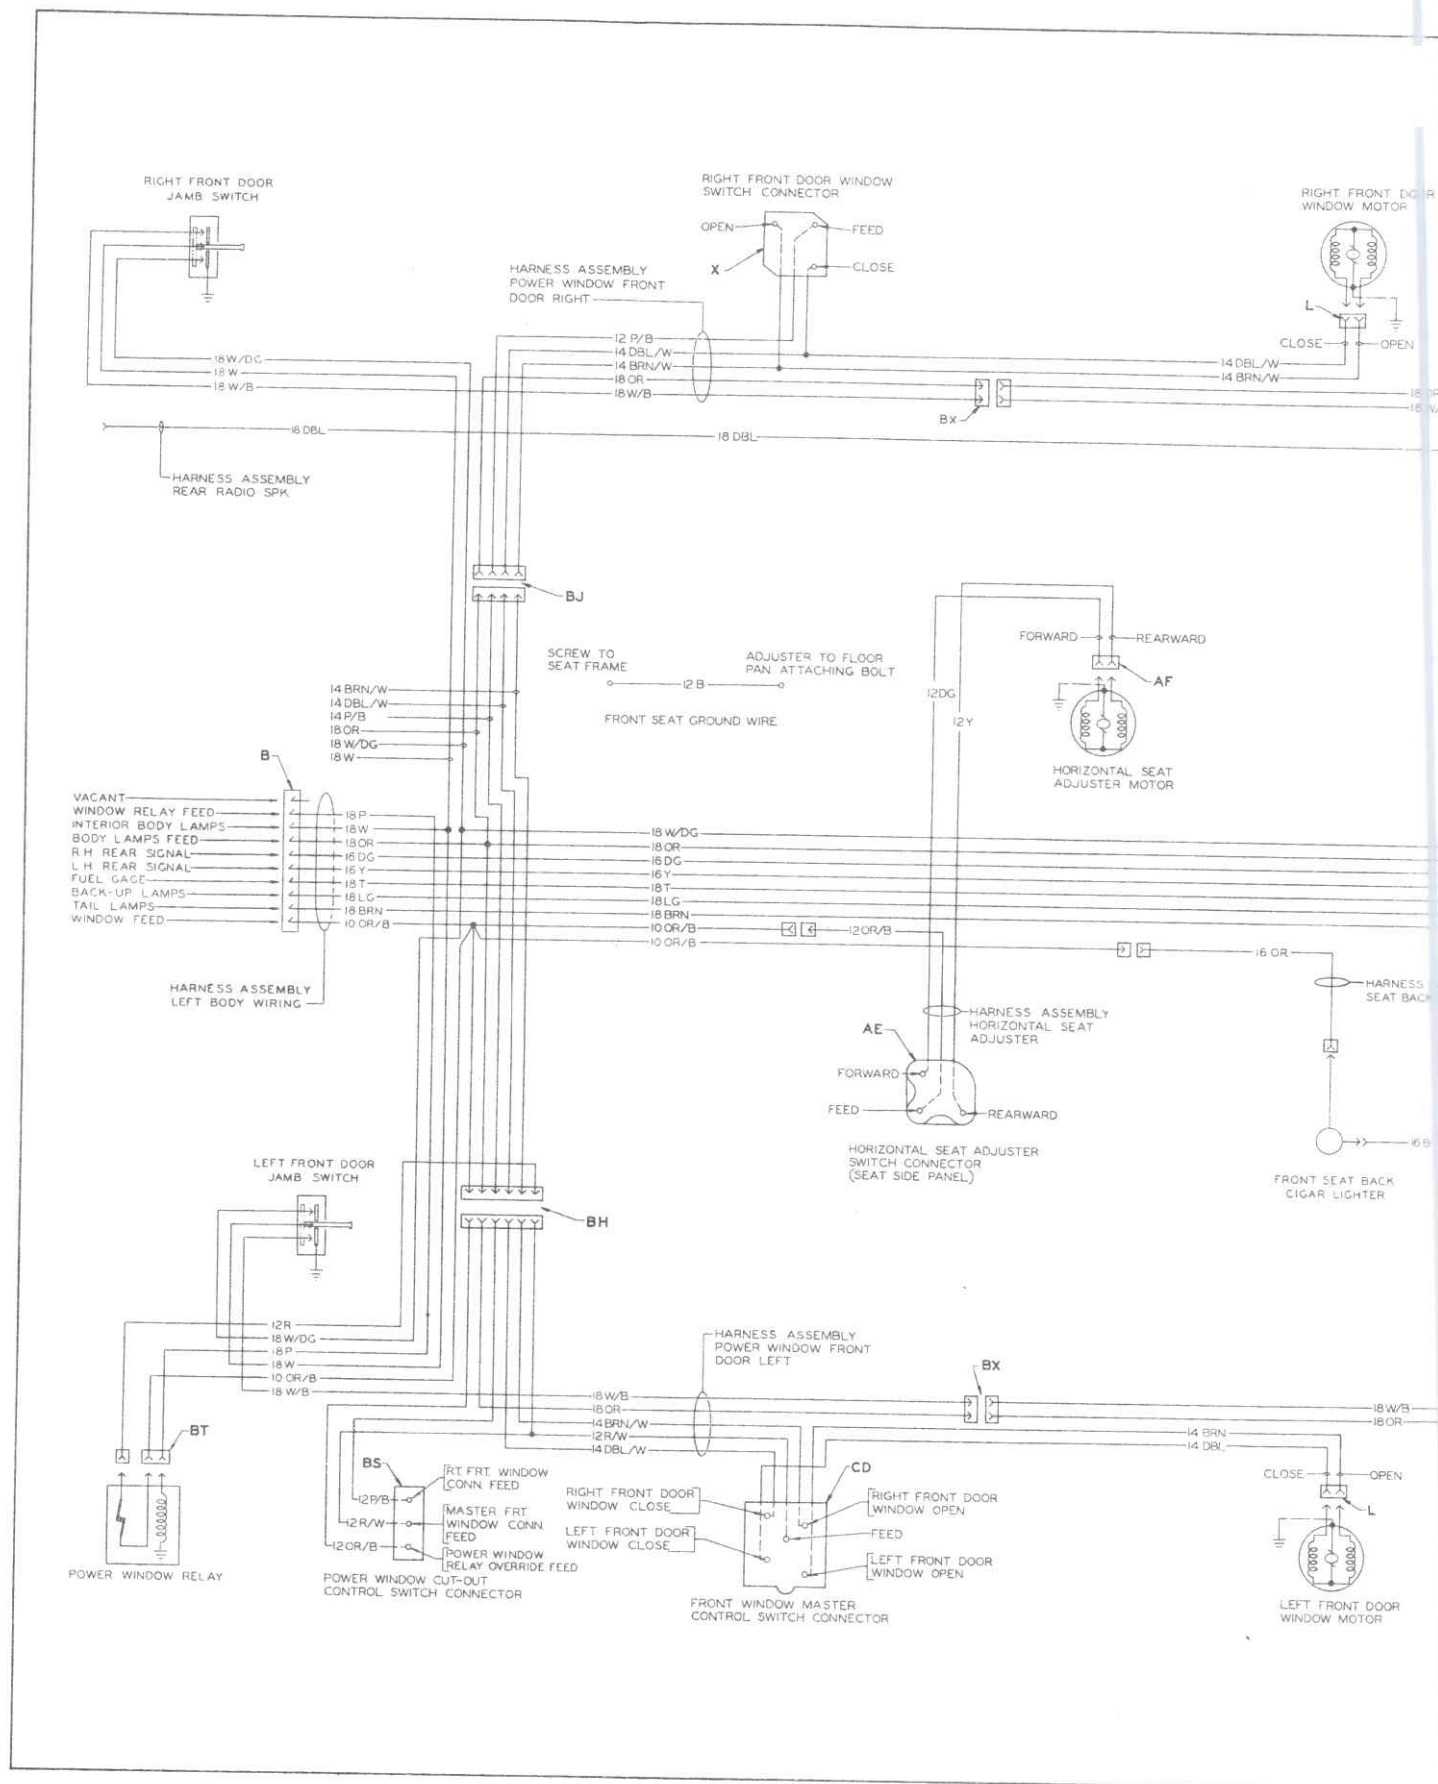 RIGHT FRONT DOOR
JAMB SWITCH
RIGHT FRONT DOOR WINDOW
SWITCH CONNECTOR
RIGHT FRONT DOOR
WINDOW MOTOR
OPEN
FEED
X
CLOSE
HARNESS ASSEMBLY
POWER WINDOW FRONT
DOOR RIGHT
L
CLOSE
OPEN
12 P/B
14 DBL/W
14 BRN/W
18 OR
18 W/B
18 W/DG
18 W
18 W/B
14 DBL/W
14 BRN/W
18 OR
BX
18 DBL
18 DBL
HARNESS ASSEMBLY
REAR RADIO SPK
BJ
SCREW TO
SEAT FRAME
12 B
ADJUSTER TO FLOOR
PAN ATTACHING BOLT
FRONT SEAT GROUND WIRE
FORWARD
REARWARD
AF
12DG
12Y
HORIZONTAL SEAT
ADJUSTER MOTOR
14 BRN/W
14 DBL/W
14 P/B
18 OR
18 W/DG
18 W
B
VACANT
WINDOW RELAY FEED
INTERIOR BODY LAMPS
BODY LAMPS FEED
R H REAR SIGNAL
L H REAR SIGNAL
FUEL GAGE
BACK-UP LAMPS
TAIL LAMPS
WINDOW FEED
18 P
18 W
18 OR
16 DG
16 Y
18 T
18 LG
18 BRN
10 OR/B
18 W/DG
18 OR
16 DG
16 Y
18 T
18 LG
18 BRN
10 OR/B
12 OR/B
10 OR/B
16 OR
HARNESS ASSEMBLY
LEFT BODY WIRING
HARNESS
SEAT BACK
HARNESS ASSEMBLY
HORIZONTAL SEAT
ADJUSTER
AE
FORWARD
FEED
REARWARD
HORIZONTAL SEAT ADJUSTER
SWITCH CONNECTOR
(SEAT SIDE PANEL)
16 B
FRONT SEAT BACK
CIGAR LIGHTER
LEFT FRONT DOOR
JAMB SWITCH
BH
12R
18 W/DG
18 P
18 W
10 OR/B
18 W/B
HARNESS ASSEMBLY
POWER WINDOW FRONT
DOOR LEFT
BX
18 W/B
18 OR
14 BRN/W
12 R/W
14 DBL/W
18 W/B
18 OR
14 BRN
14 DBL
BT
BS
RT. FRT. WINDOW
CONN. FEED
12P/B
MASTER FRT
WINDOW CONN
FEED
12R/W
POWER WINDOW
RELAY OVERRIDE FEED
12OR/B
POWER WINDOW RELAY
POWER WINDOW CUT-OUT
CONTROL SWITCH CONNECTOR
CD
RIGHT FRONT DOOR
WINDOW CLOSE
LEFT FRONT DOOR
WINDOW CLOSE
RIGHT FRONT DOOR
WINDOW OPEN
FEED
LEFT FRONT DOOR
WINDOW OPEN
FRONT WINDOW MASTER
CONTROL SWITCH CONNECTOR
CLOSE
OPEN
L
LEFT FRONT DOOR
WINDOW MOTOR